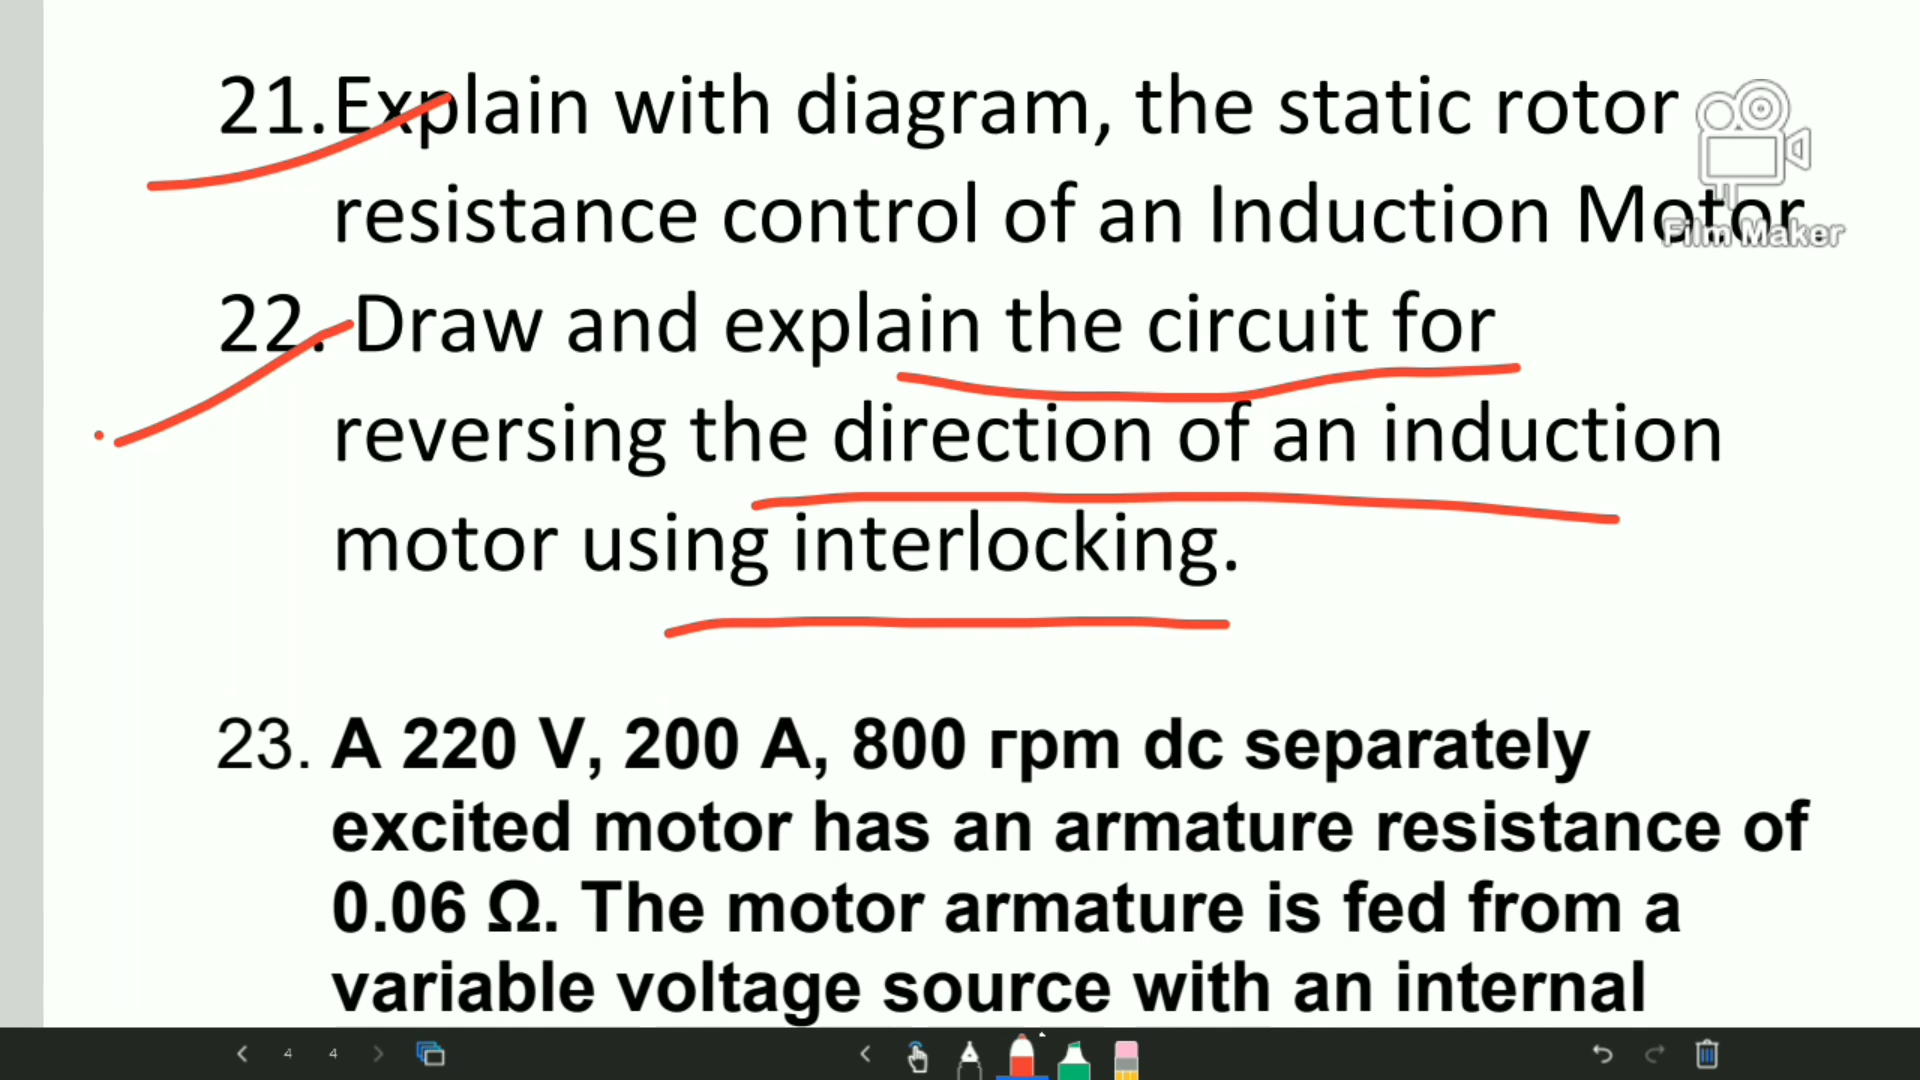 21.Explain with diagram, the static rotor
resistance control of an Induction Motor.
Film Maker
22. Draw and explain the circuit for
reversing the direction of an induction
motor using interlocking.
23. A 220 V, 200 A, 800 rpm dc separately
excited motor has an armature resistance of
0.06 Ω. The motor armature is fed from a
variable voltage source with an internal
4 4